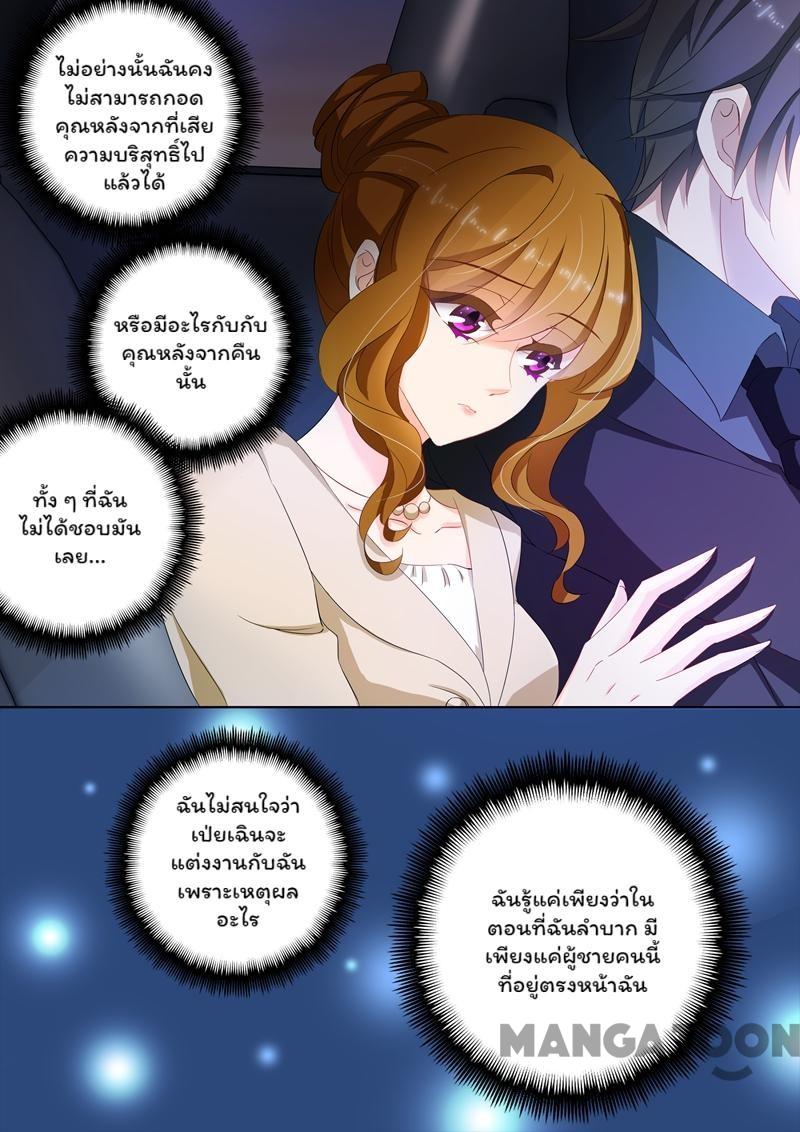 ไม่อย่างนั้นฉันคง
ไม่สามารถกอด
คุณหลังจากที่เสีย
ความบริสุทธิ์ไป
แล้วได้
หรือมีอะไรกับกับ
คุณหลังจากคืน
นั้น
ทั้ง ๆ ที่ฉัน
ไม่ได้ชอบมัน
เลย...
ฉันไม่สนใจว่า
เป่ยเฉินจะ
แต่งงานกับฉัน
เพราะเหตุผล
อะไร
ฉันรู้แค่เพียงว่าใน
ตอนที่ฉันลำบาก มี
เพียงแค่ผู้ชายคนนี้
ที่อยู่ตรงหน้าฉัน
MANGATOON